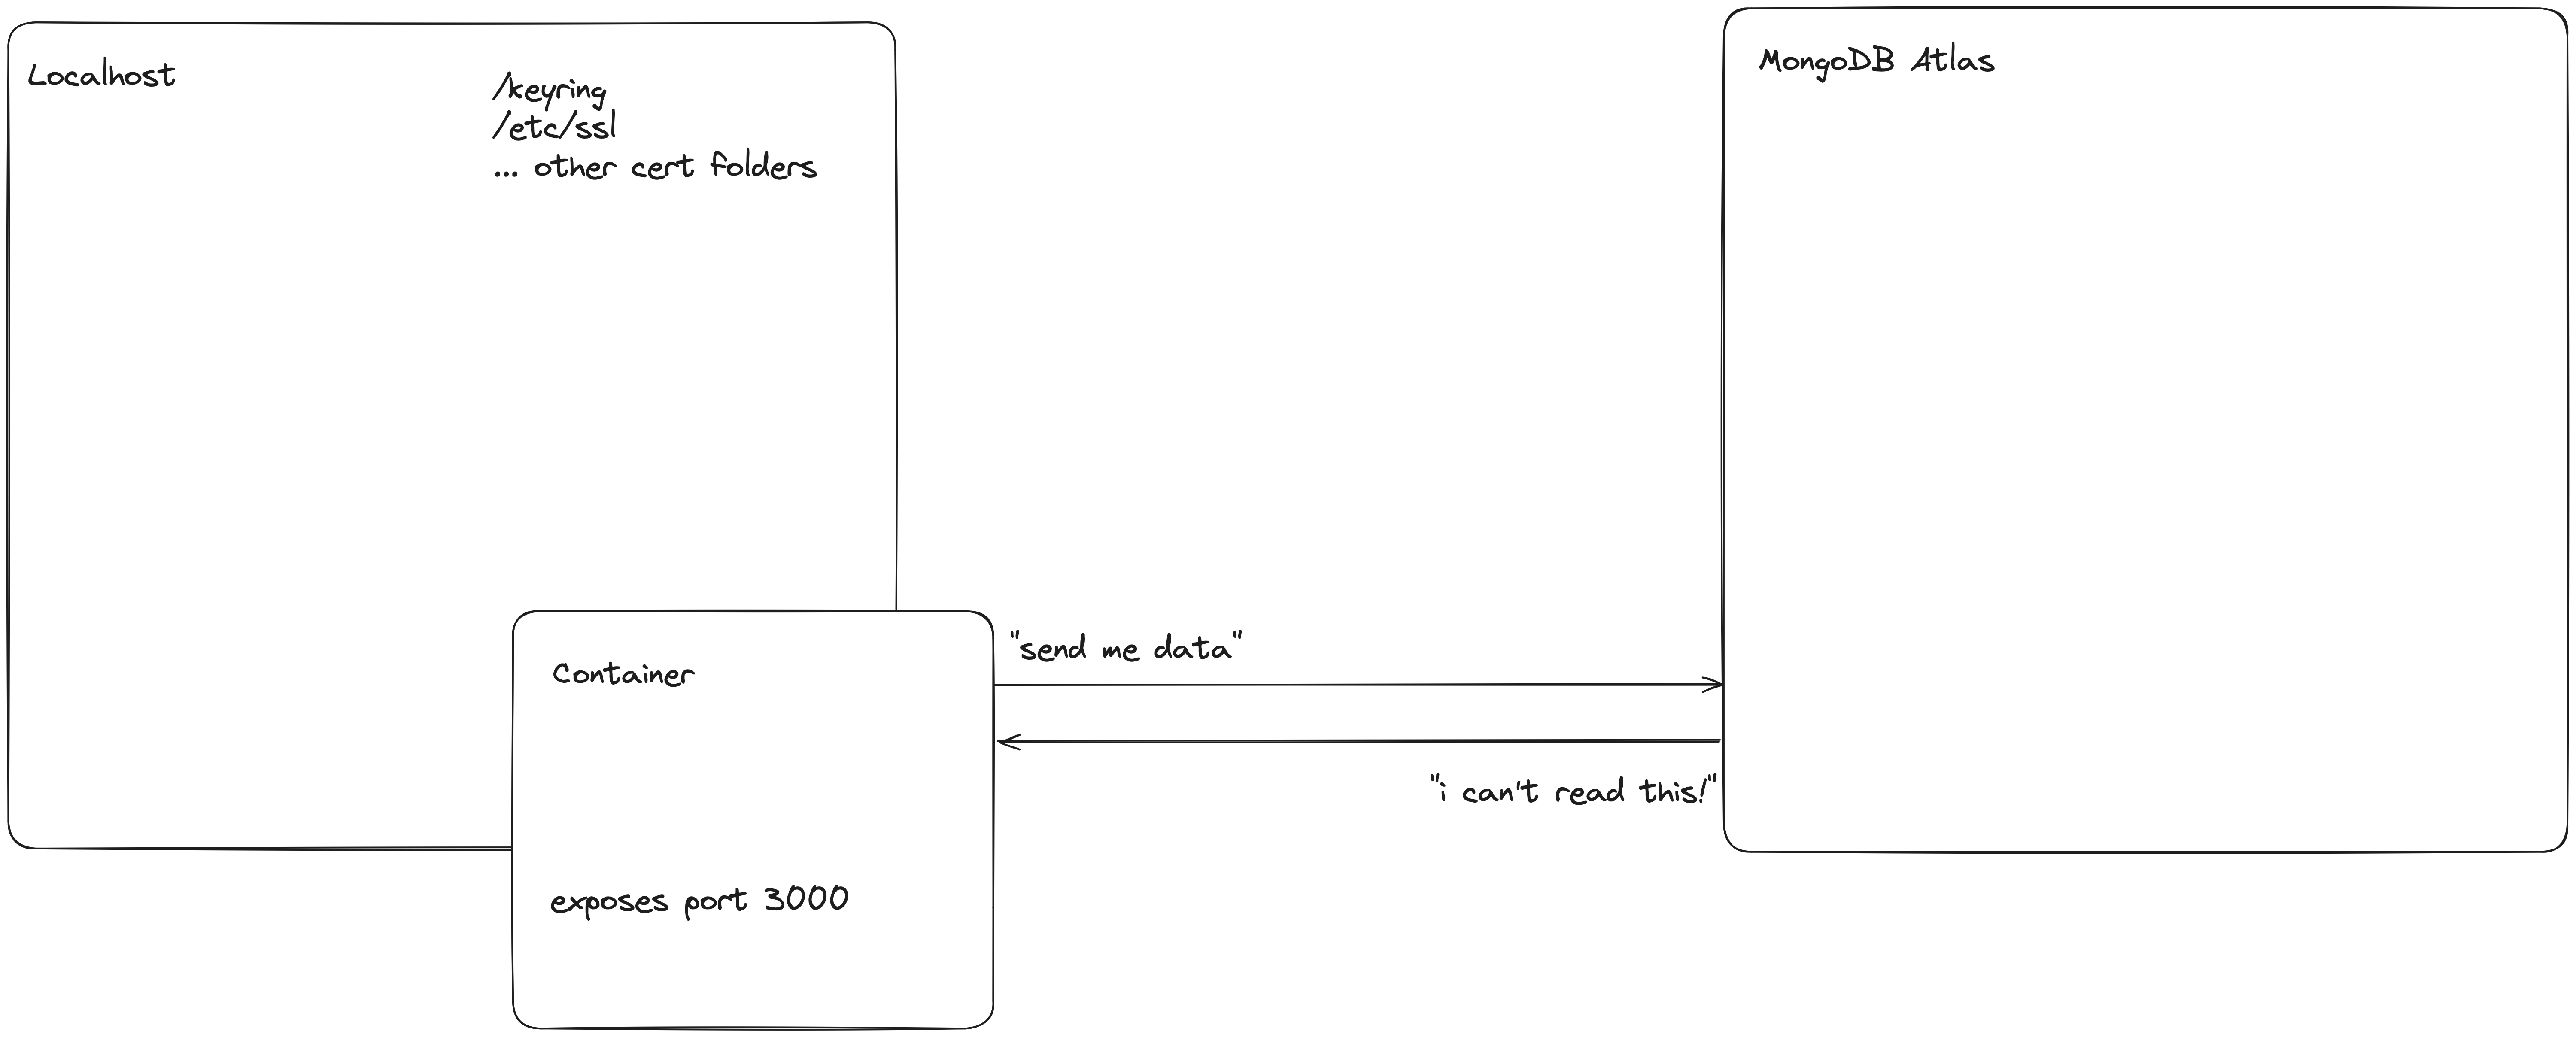 Localhost
/keyring
/etc/ssl
... other cert folders
MongoDB Atlas
Container
exposes port 3000
"send me data"
"i can't read this!"